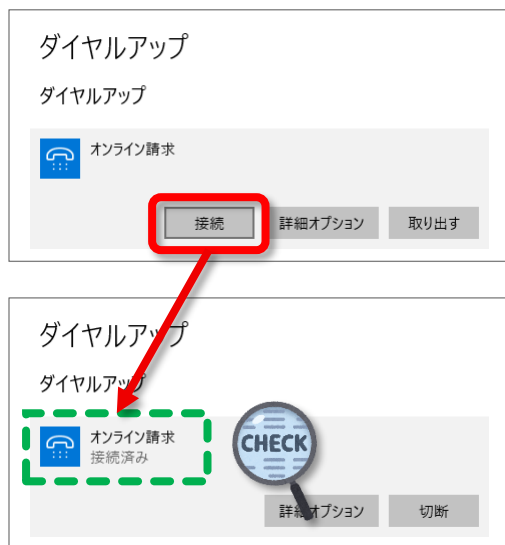 ダイヤルアップ
ダイヤルアップ
オンライン請求
接続 詳細オプション 取り出す
ダイヤルアップ
ダイヤルアップ
オンライン請求
接続済み
CHECK
詳細オプション 切断